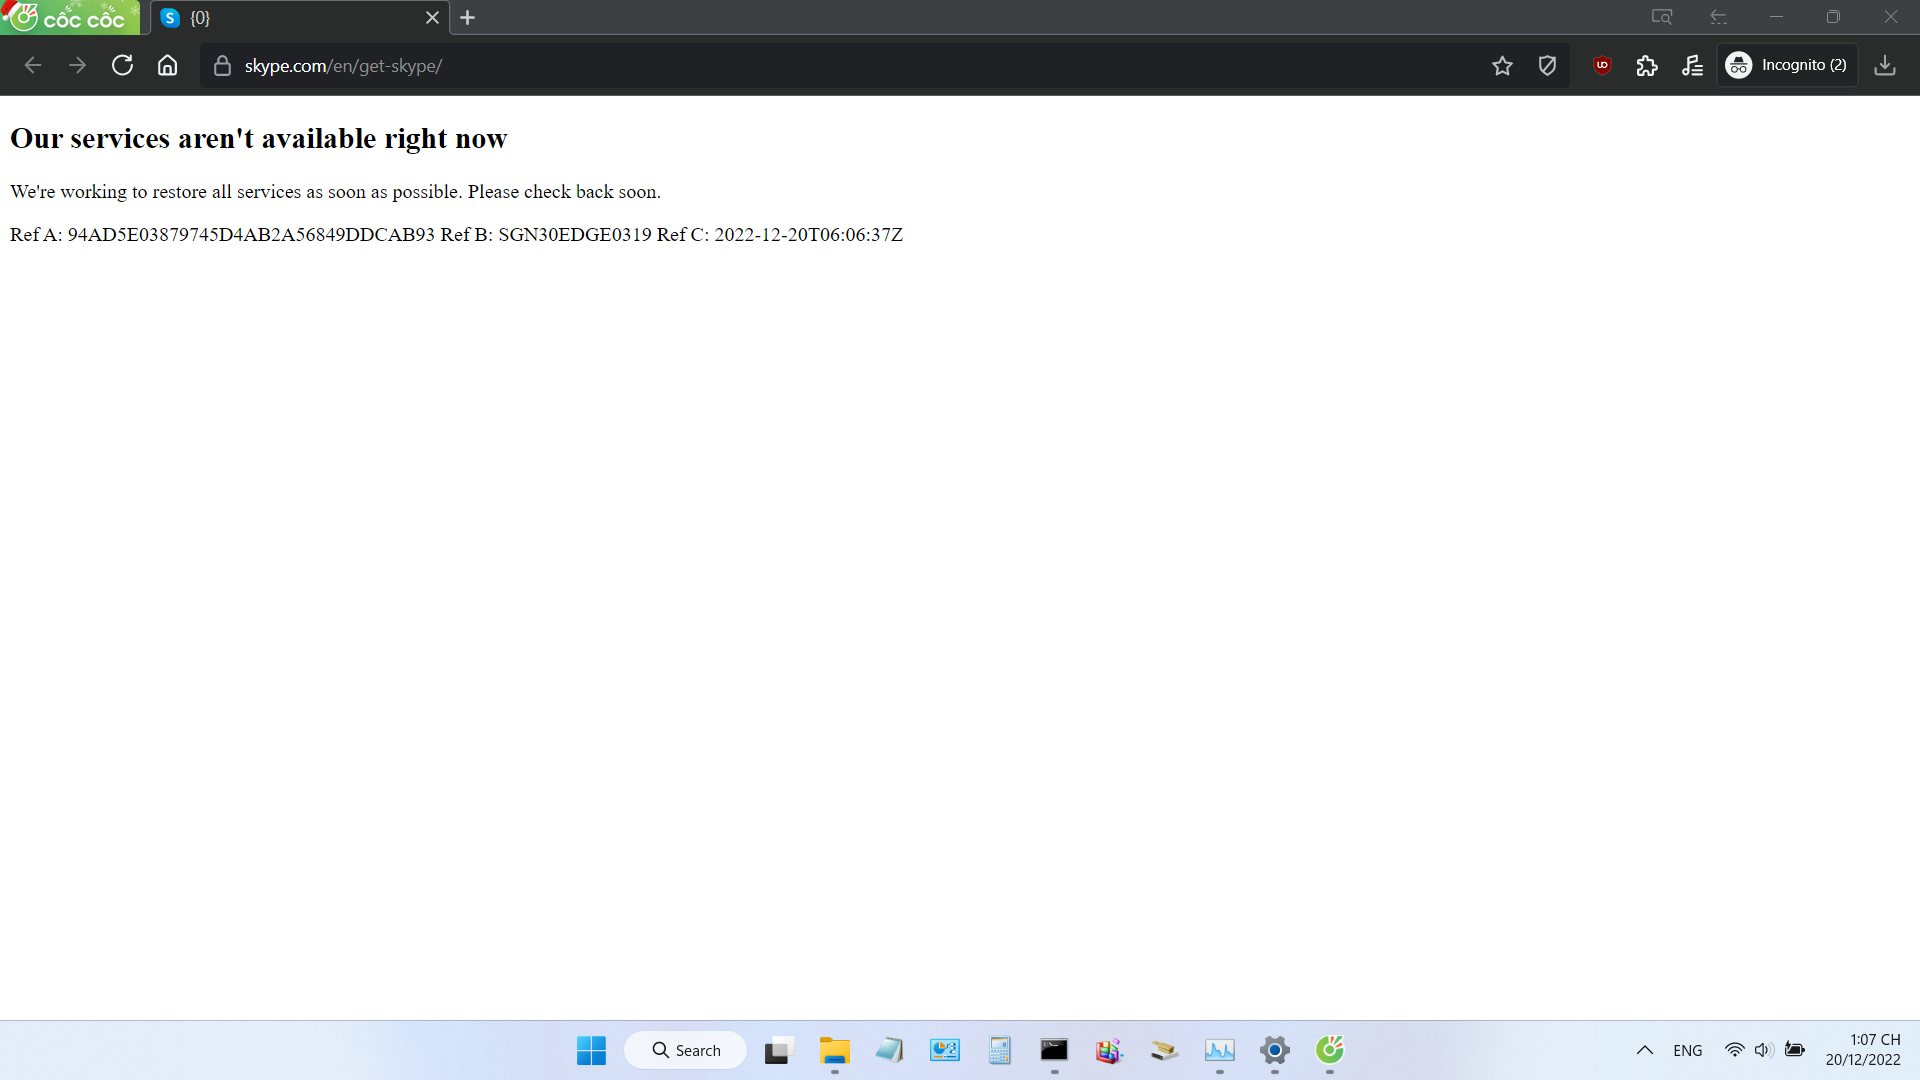 cốc cốc
{0}
skype.com/en/get-skype/
Incognito (2)
Our services aren't available right now
We're working to restore all services as soon as possible. Please check back soon.
Ref A: 94AD5E03879745D4AB2A56849DDCAB93 Ref B: SGN30EDGE0319 Ref C: 2022-12-20T06:06:37Z
Search
ENG
1:07 CH
20/12/2022